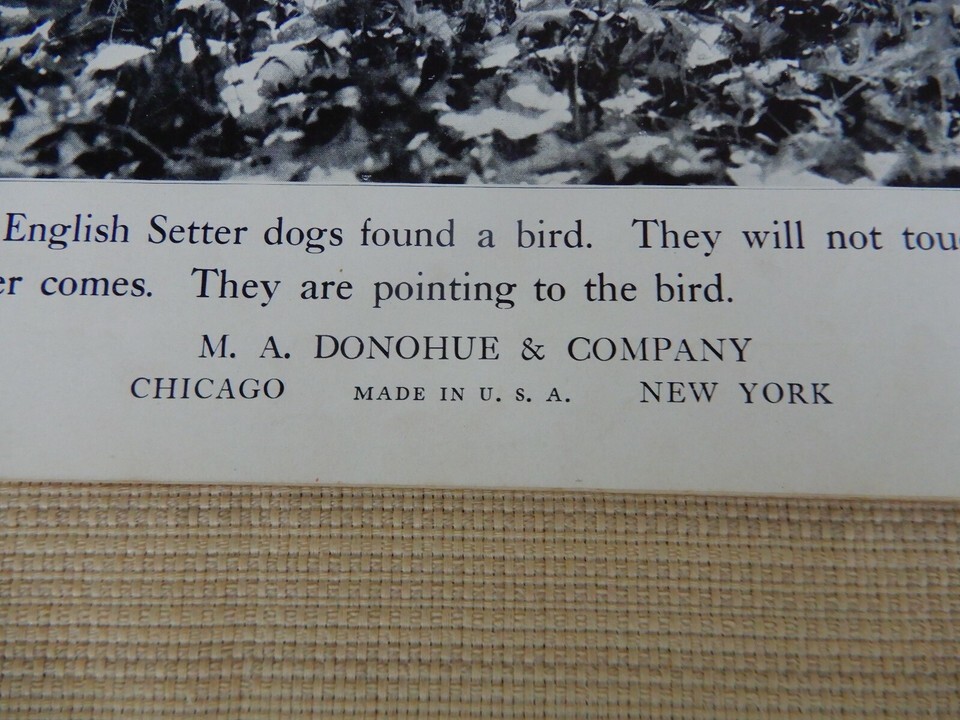 English Setter dogs found a bird. They will not tou
er comes. They are pointing to the bird.
M. A. DONOHUE & COMPANY
CHICAGO MADE IN U. S. A. NEW YORK